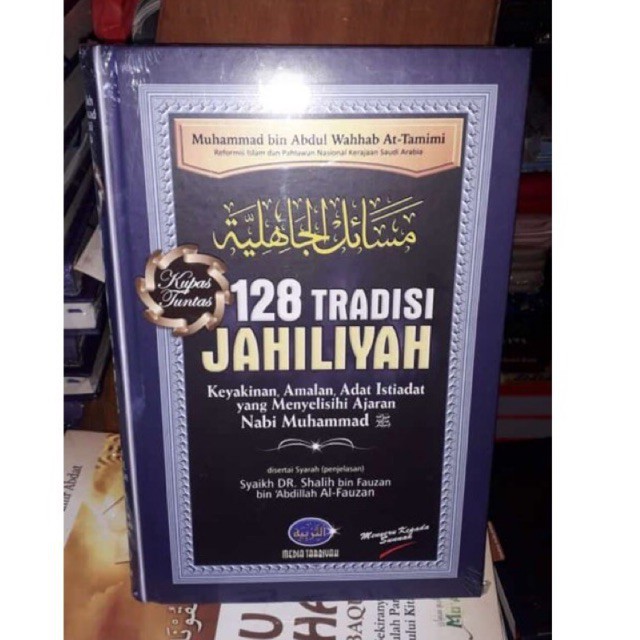 Muhammad bin Abdul Wahhab At-Tamimi
Reformis Islam dan Pahlawan Nasional Kerajaan Saudi Arabia
مسائل الجاهلية
Kupas
Tuntas
128 TRADISI
JAHILIYAH
Keyakinan, Amalan, Adat Istiadat
yang Menyelisihi Ajaran
Nabi Muhammad ﷺ
disertai Syarah (penjelasan)
Syaikh DR. Shalih bin Fauzan
bin 'Abdillah Al-Fauzan
التربية
MEDIA TARBIYAH
Menyeru Kepada
Sunnah